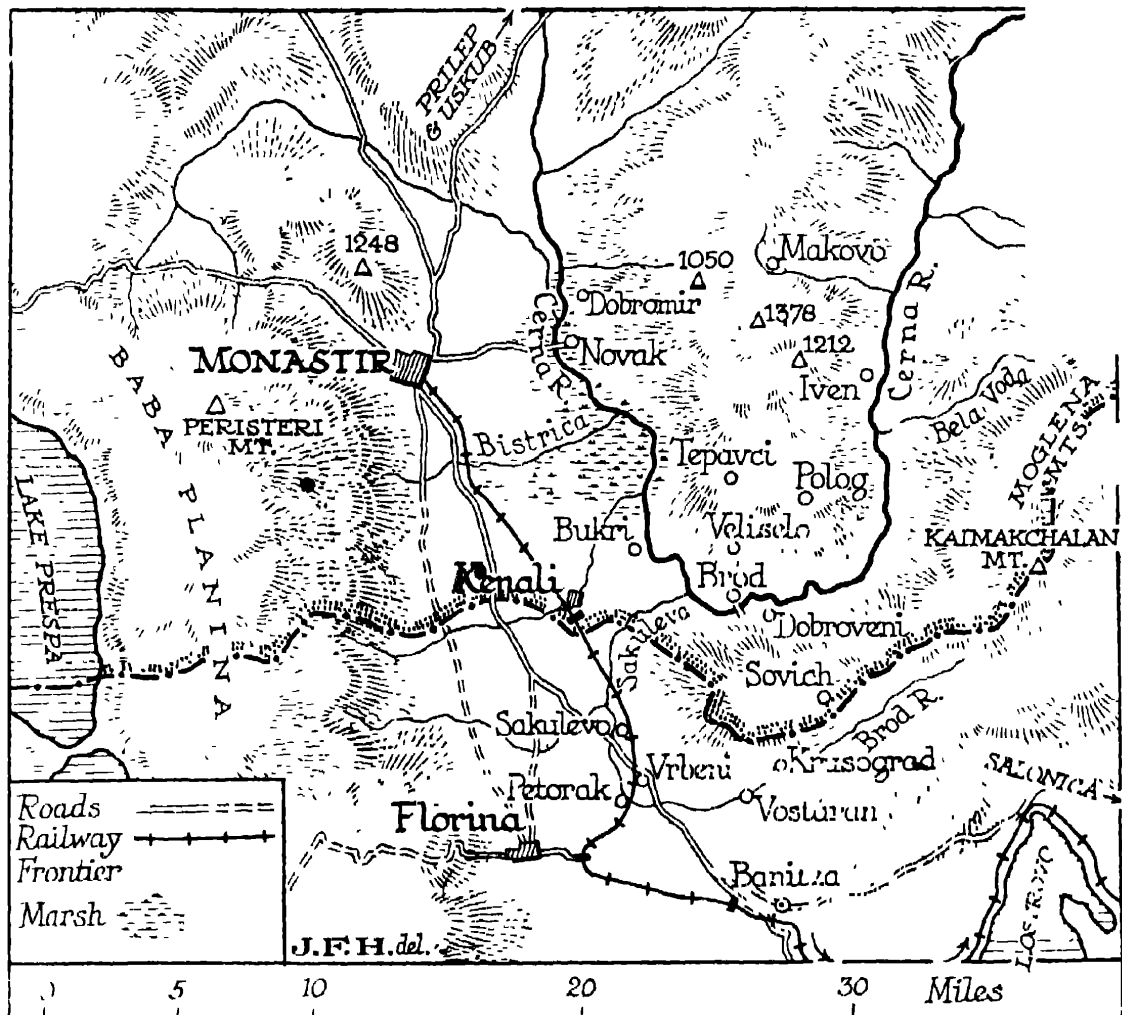 PRILEP
& USKUB
1248
1050
Makovo
Dobromir
1378
Cerna R.
Cerna R.
Novak
1212
MONASTIR
Iven
BABA PLANINA
PERISTERI
MT.
Bistrica
Bela Voda
MOGLENA
MTS.
Tepavci
Polog
LAKE PRESPA
Bukri
Veliselo
KAIMAKCHALAN
MT.
Kenali
Brod
Sakuleva
Dobroveni
Sovich
Sakulevo
Brod R.
Krusograd
Vrbeni
SALONICA
Petorak
Vosturan
Florina
Banitza
Roads
Railway
Frontier
Marsh
J.F.H. del.
5
10
20
30
Miles